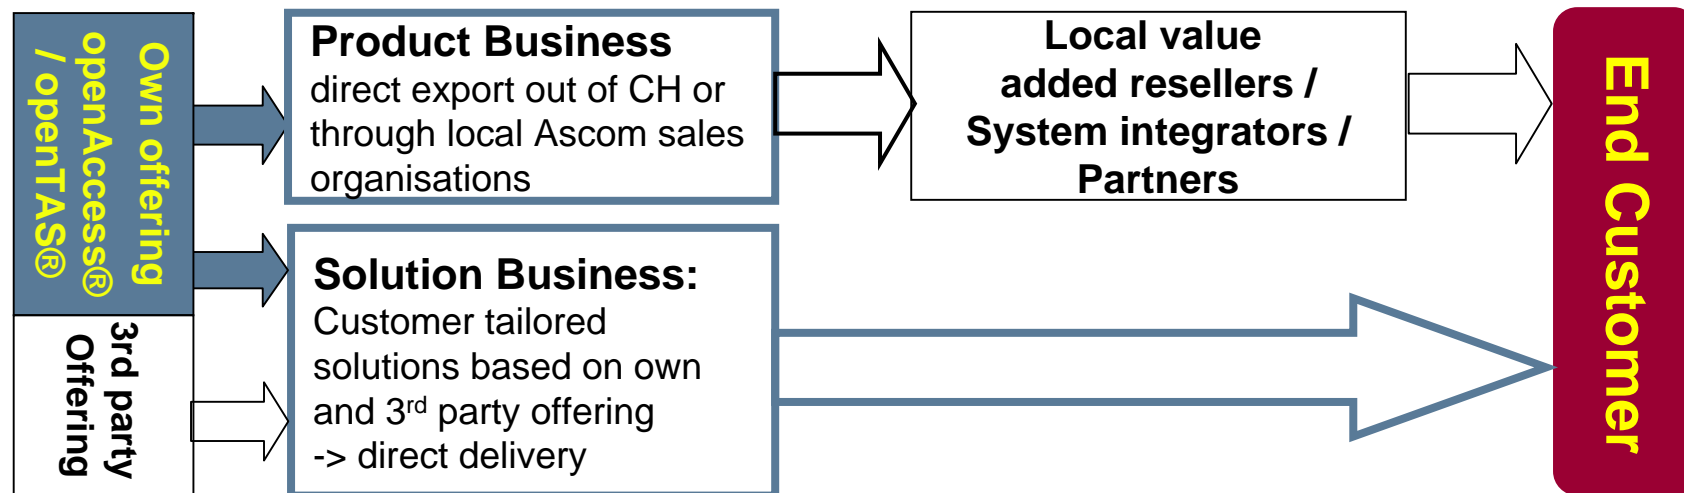 Own offering
openAccess®
/ openTAS®
3rd party
Offering
Product Business
direct export out of CH or
through local Ascom sales
organisations
Solution Business:
Customer tailored
solutions based on own
and 3rd party offering
-> direct delivery
Local value
added resellers /
System integrators /
Partners
End Customer